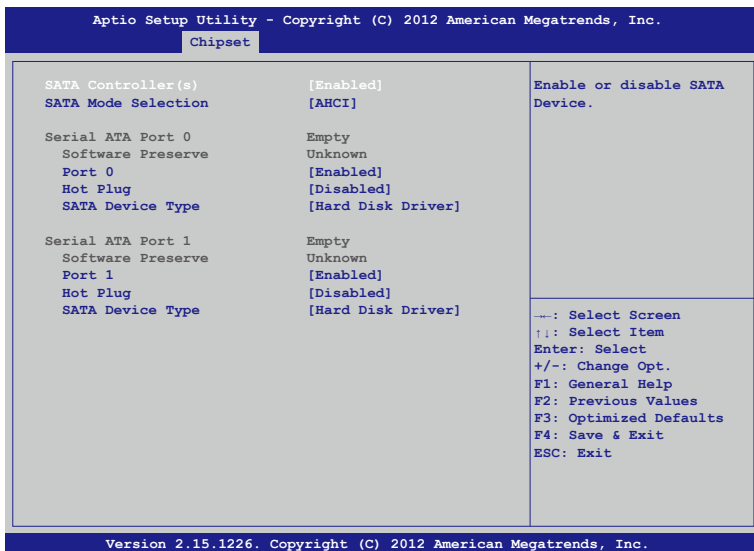 Aptio Setup Utility - Copyright (C) 2012 American Megatrends, Inc.
Chipset
SATA Controller(s) [Enabled]
SATA Mode Selection [AHCI]
Serial ATA Port 0 Empty
Software Preserve Unknown
Port 0 [Enabled]
Hot Plug [Disabled]
SATA Device Type [Hard Disk Driver]
Serial ATA Port 1 Empty
Software Preserve Unknown
Port 1 [Enabled]
Hot Plug [Disabled]
SATA Device Type [Hard Disk Driver]
Enable or disable SATA
Device.
→←: Select Screen
↑↓: Select Item
Enter: Select
+/-: Change Opt.
F1: General Help
F2: Previous Values
F3: Optimized Defaults
F4: Save & Exit
ESC: Exit
Version 2.15.1226. Copyright (C) 2012 American Megatrends, Inc.